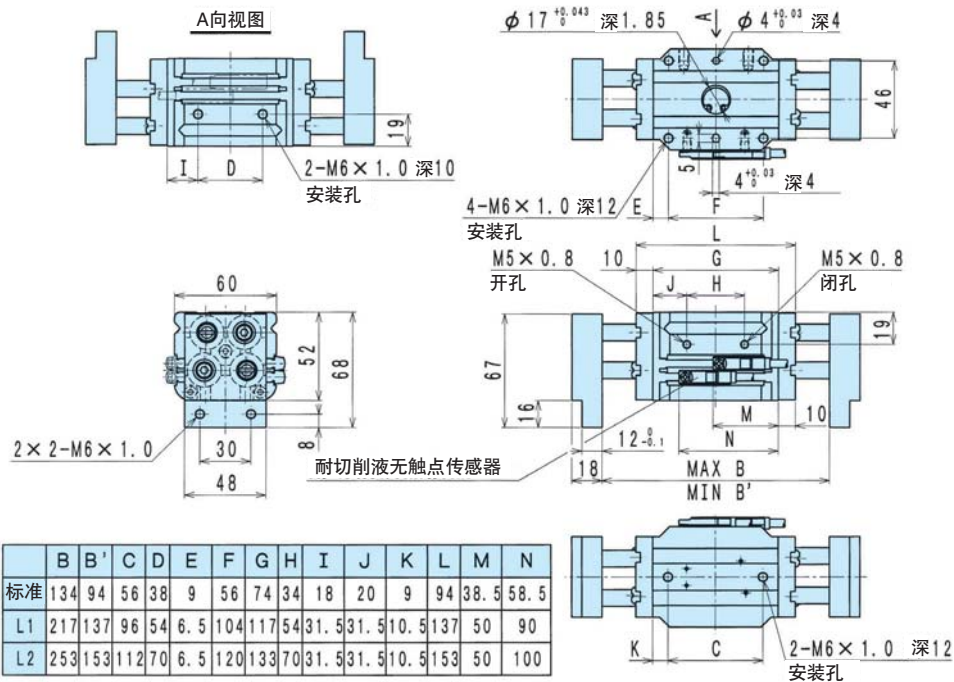 A向视图
φ17 +0.043 0 深1.85
A
φ4 +0.03 0 深4
46
19
I
D
2-M6×1.0深10
安装孔
5
4 +0.03 0 深4
4-M6×1.0深12
安装孔
E
F
L
M5×0.8
开孔
10
G
M5×0.8
闭孔
J
H
60
52
68
67
19
16
2×2-M6×1.0
30
8
48
耐切削液无触点传感器
12 0 -0.1
M
10
N
18
MAX B
MIN B'
B B' C D E F G H I J K L M N
标准 134 94 56 38 9 56 74 34 18 20 9 94 38.5 58.5
L1 217 137 96 54 6.5 104 117 54 31.5 31.5 10.5 137 50 90
L2 253 153 112 70 6.5 120 133 70 31.5 31.5 10.5 153 50 100
K
C
2-M6×1.0 深12
安装孔